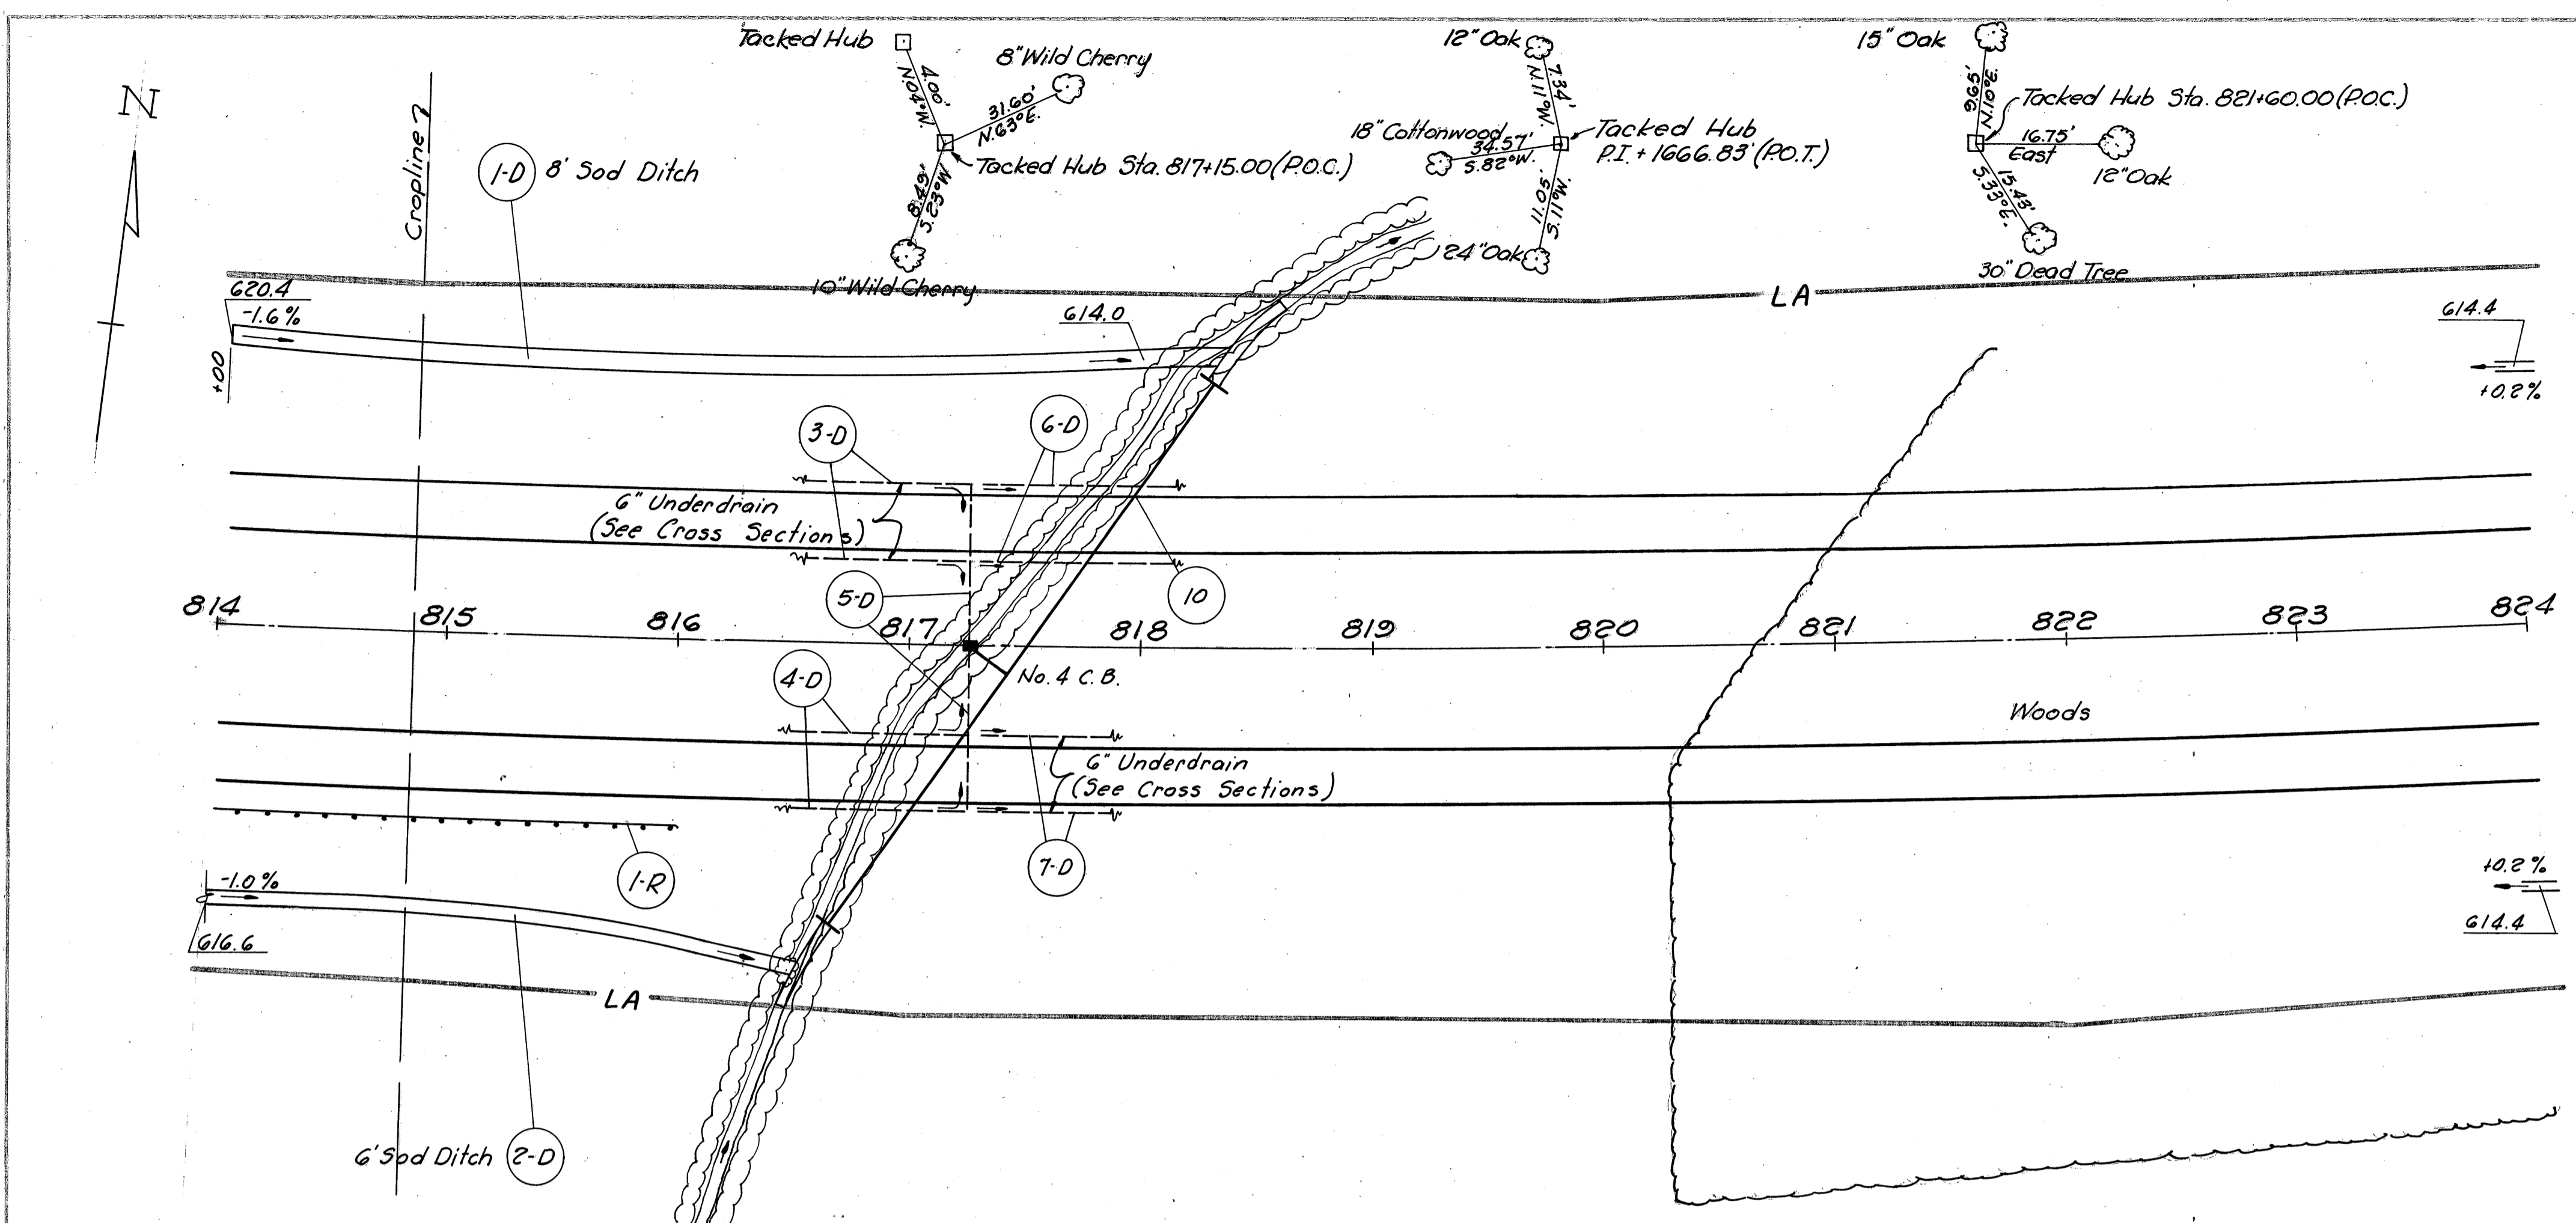 Tacked Hub
4.00'
N.04°W.
8" Wild Cherry
31.60'
N.63°E.
Tacked Hub Sta. 817+15.00 (P.O.C.)
8.49'
S.23°W.
10" Wild Cherry
12" Oak
7.34'
N.11°W.
18" Cottonwood
34.57'
S.82°W.
Tacked Hub
P.I. + 1666.83' (P.O.T.)
11.05'
S.11°W.
24" Oak
15" Oak
9.65'
N.10°E.
Tacked Hub Sta. 821+60.00 (P.O.C.)
16.75'
East
12" Oak
15.43'
S.33°E.
30" Dead Tree
N
Cropline
1-D 8' Sod Ditch
620.4
-1.6%
+00
614.0
LA
614.4
+0.2%
3-D
6-D
6" Underdrain
(See Cross Sections)
5-D
10
814 815 816 817 818 819 820 821 822 823 824
No. 4 C.B.
4-D
Woods
6" Underdrain
(See Cross Sections)
1-R
7-D
-1.0%
616.6
+0.2%
614.4
LA
6' Sod Ditch 2-D